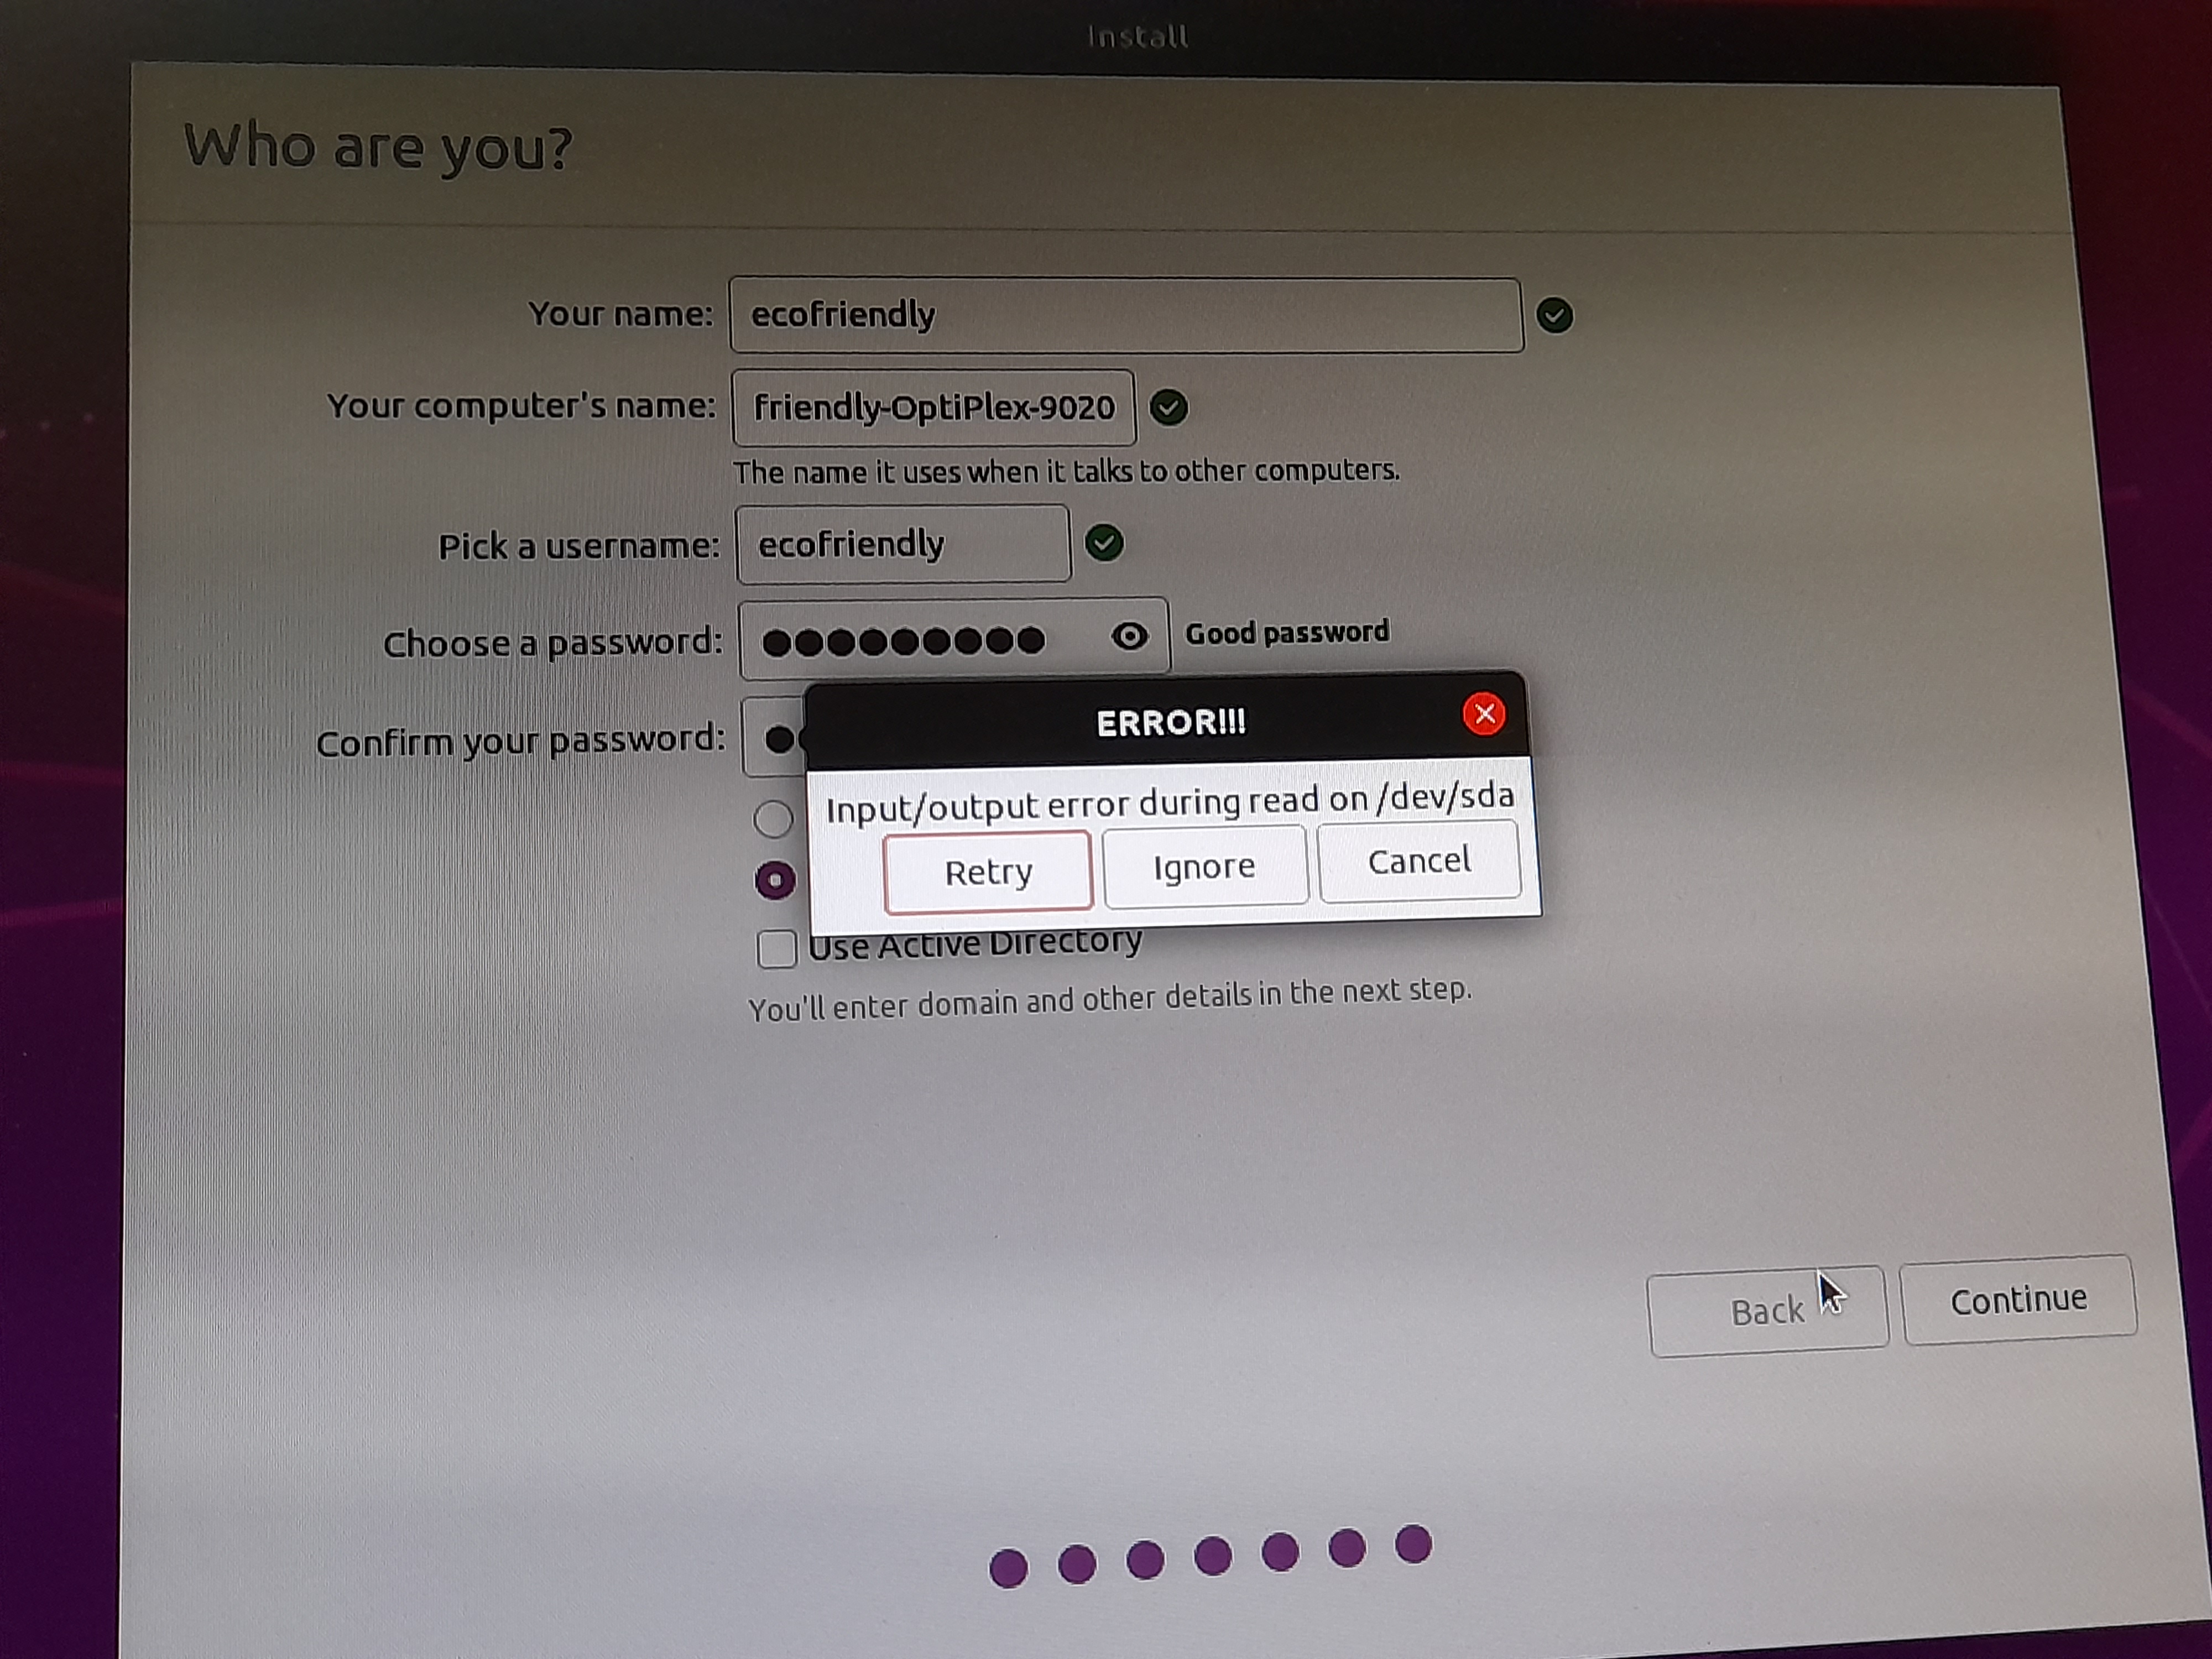 Install
Who are you?
Your name: ecofriendly
Your computer's name: friendly-OptiPlex-9020
The name it uses when it talks to other computers.
Pick a username: ecofriendly
Choose a password: Good password
Confirm your password:
ERROR!!!
Input/output error during read on /dev/sda
Retry Ignore Cancel
Use Active Directory
You'll enter domain and other details in the next step.
Back Continue